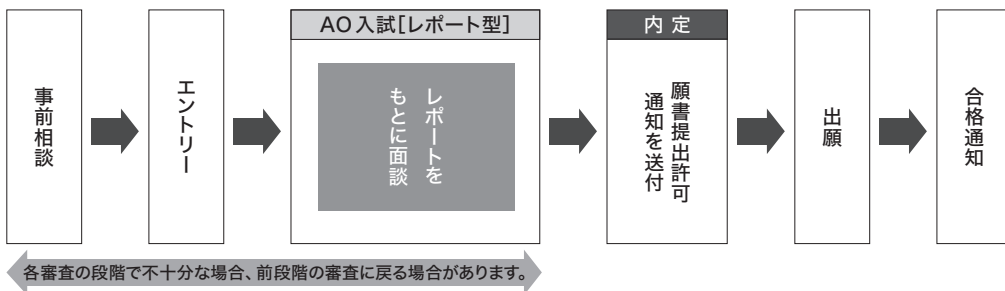 事前相談
エントリー
AO入試[レポート型]
レポートを
もとに面談
内定
願書提出許可
通知を送付
出願
合格通知
各審査の段階で不十分な場合、前段階の審査に戻る場合があります。